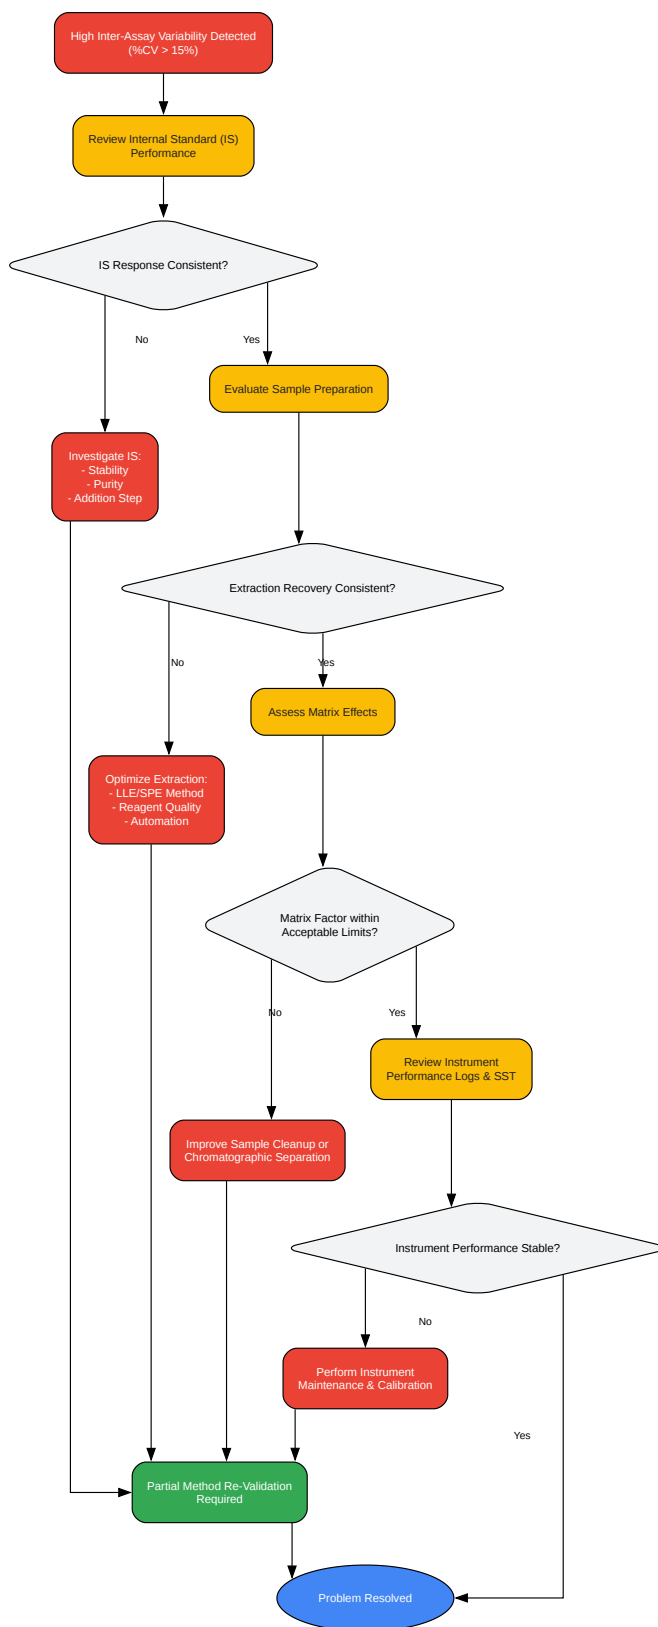 High Inter-Assay Variability Detected
(%CV > 15%)
Review Internal Standard (IS)
Performance
IS Response Consistent?
No
Yes
Evaluate Sample Preparation
Investigate IS:
- Stability
- Purity
- Addition Step
Extraction Recovery Consistent?
No
Yes
Assess Matrix Effects
Optimize Extraction:
- LLE/SPE Method
- Reagent Quality
- Automation
Matrix Factor within
Acceptable Limits?
No
Yes
Review Instrument
Performance Logs & SST
Improve Sample Cleanup or
Chromatographic Separation
Instrument Performance Stable?
No
Perform Instrument
Maintenance & Calibration
Yes
Partial Method Re-Validation
Required
Problem Resolved